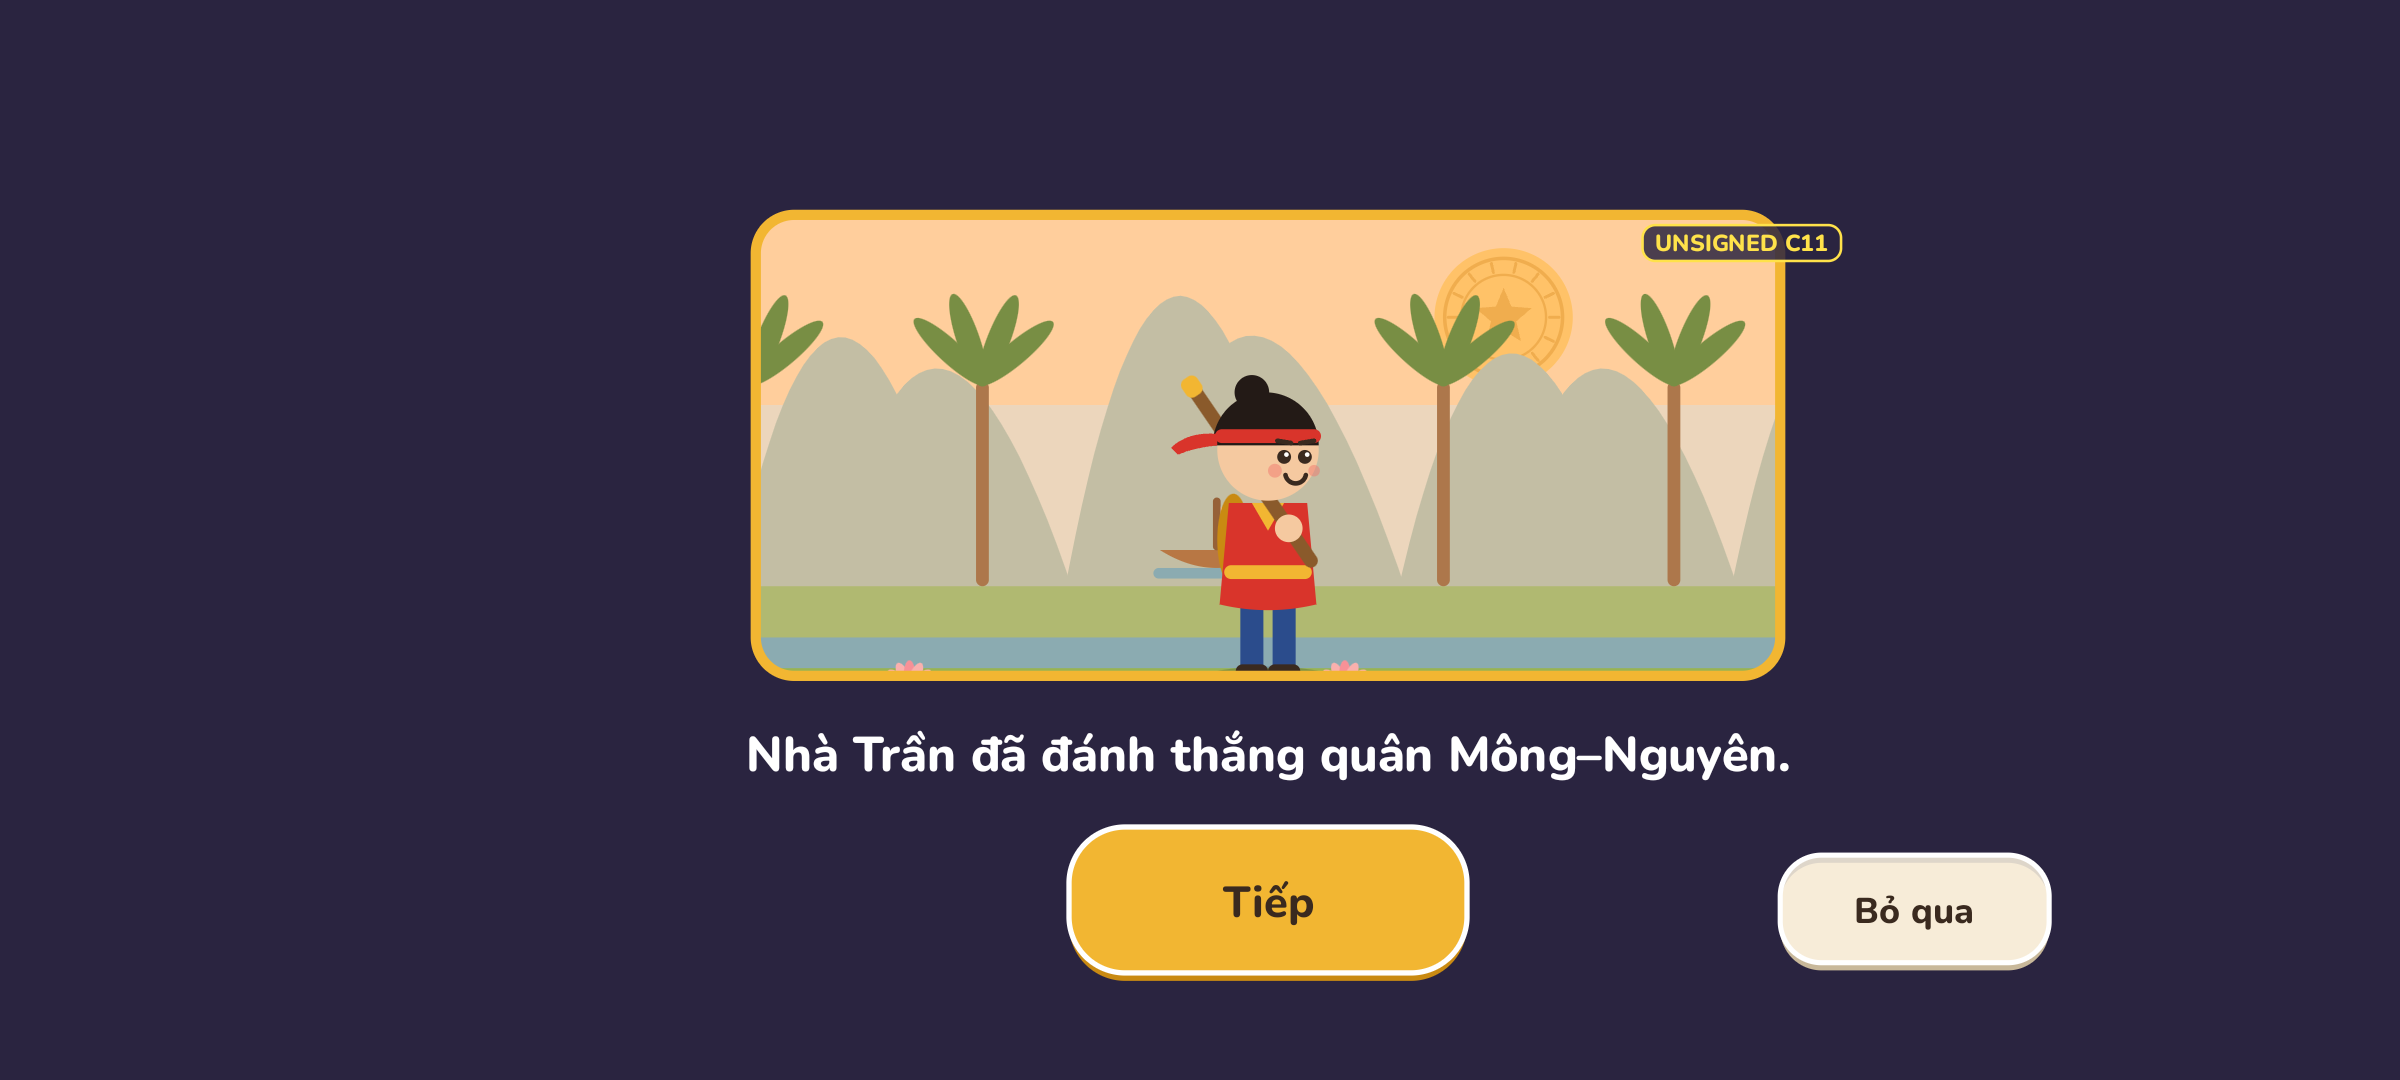 UNSIGNED C11
Nhà Trần đã đánh thắng quân Mông–Nguyên.
Tiếp
Bỏ qua